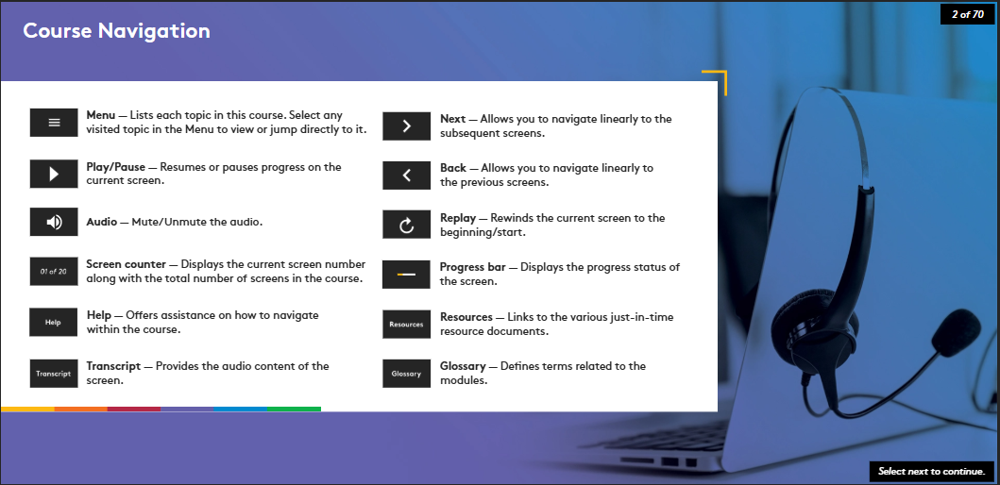 Course Navigation
2 of 70
Menu — Lists each topic in this course. Select any
visited topic in the Menu to view or jump directly to it.
Play/Pause — Resumes or pauses progress on the
current screen.
Audio — Mute/Unmute the audio.
01 of 20
Screen counter — Displays the current screen number
along with the total number of screens in the course.
Help
Help — Offers assistance on how to navigate
within the course.
Transcript
Transcript — Provides the audio content of the
screen.
Next — Allows you to navigate linearly to the
subsequent screens.
Back — Allows you to navigate linearly to
the previous screens.
Replay — Rewinds the current screen to the
beginning/start.
Progress bar — Displays the progress status of
the screen.
Resources
Resources — Links to the various just-in-time
resource documents.
Glossary
Glossary — Defines terms related to the
modules.
Select next to continue.